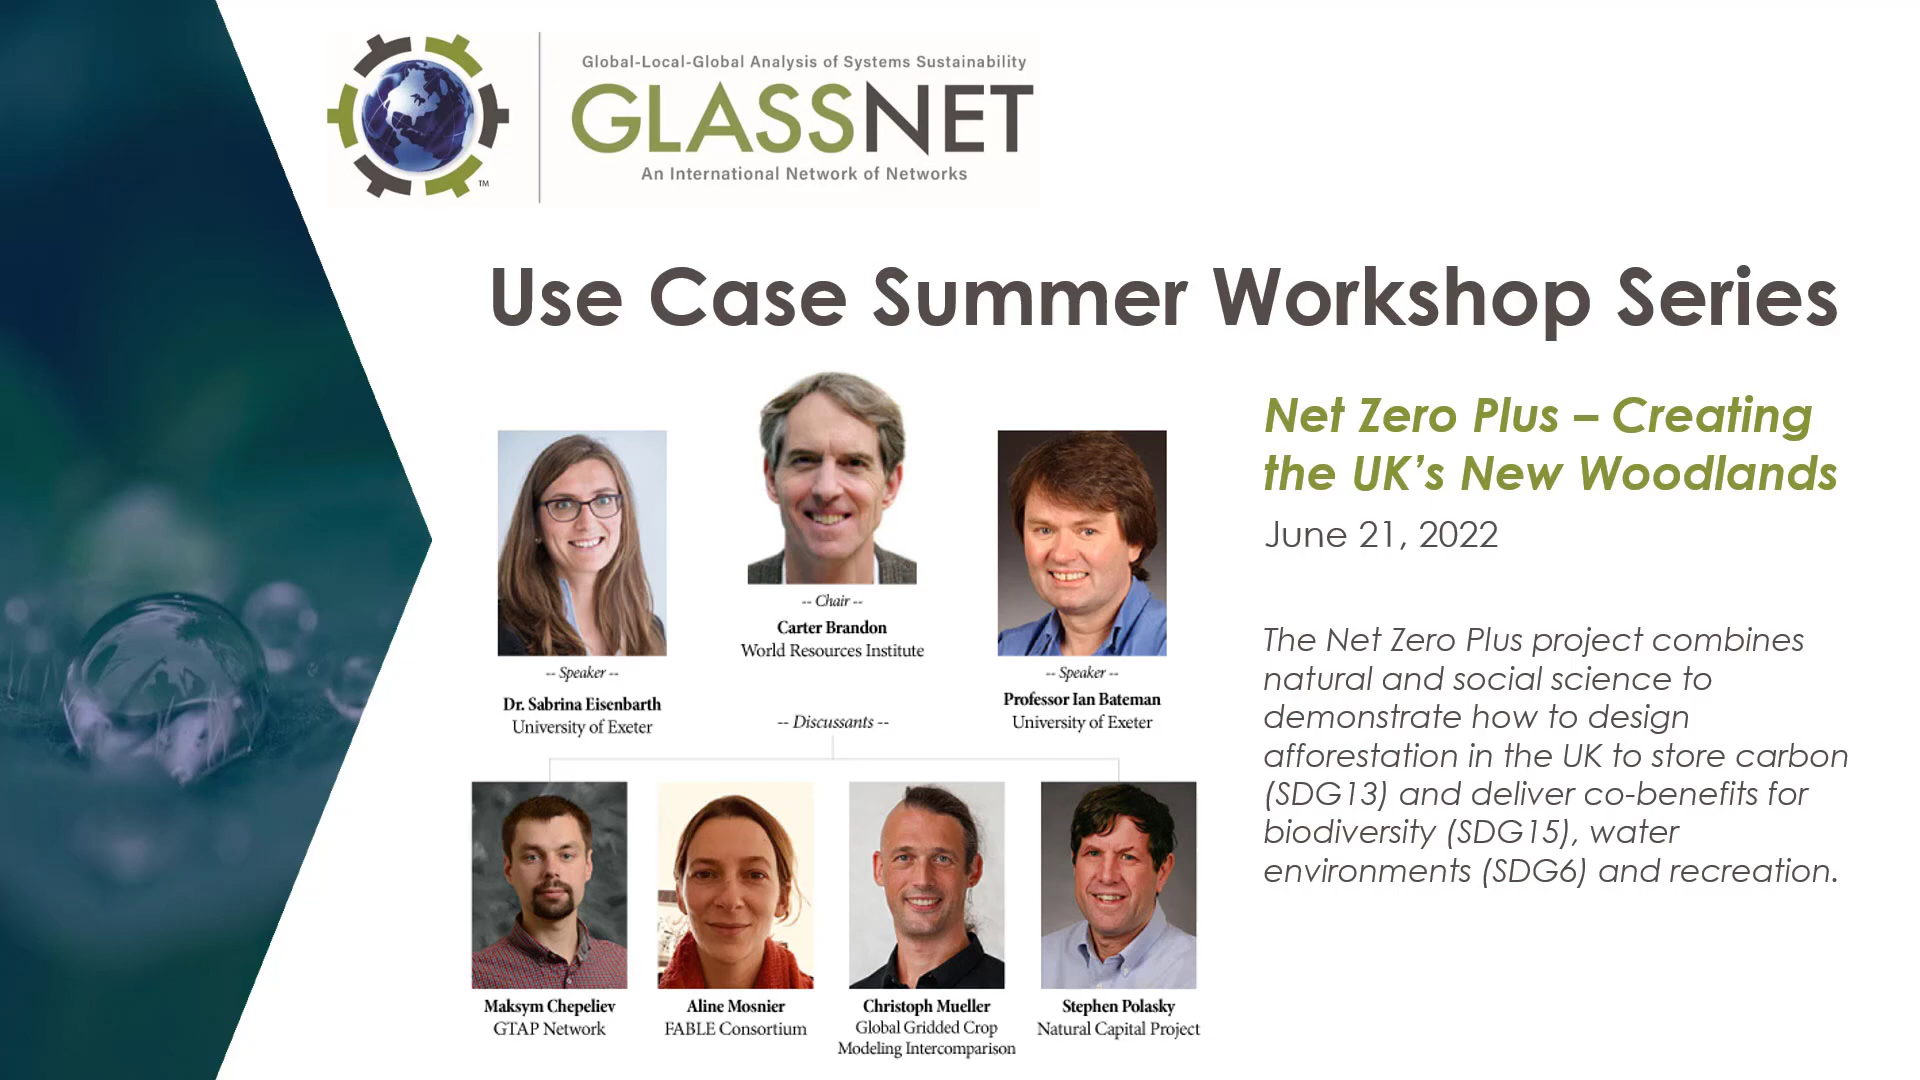 Global-Local-Global Analysis of Systems Sustainability
GLASSNET
An International Network of Networks
TM
Use Case Summer Workshop Series
Net Zero Plus – Creating
the UK’s New Woodlands
June 21, 2022
The Net Zero Plus project combines
natural and social science to
demonstrate how to design
afforestation in the UK to store carbon
(SDG13) and deliver co-benefits for
biodiversity (SDG15), water
environments (SDG6) and recreation.
-- Chair --
Carter Brandon
World Resources Institute
-- Speaker --
Dr. Sabrina Eisenbarth
University of Exeter
-- Speaker --
Professor Ian Bateman
University of Exeter
-- Discussants --
Maksym Chepeliev
GTAP Network
Aline Mosnier
FABLE Consortium
Christoph Mueller
Global Gridded Crop
Modeling Intercomparison
Stephen Polasky
Natural Capital Project